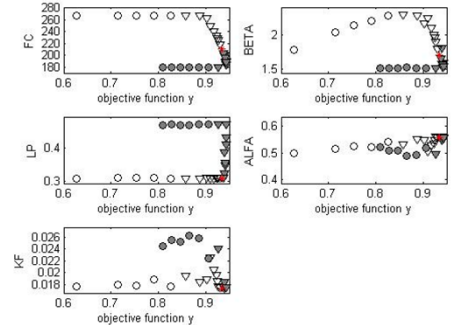 FC
280
260
240
220
200
180
0.6 0.7 0.8 0.9
objective function y
BETA
2
1.5
0.6 0.7 0.8 0.9
objective function y
LP
0.4
0.3
0.6 0.7 0.8 0.9
objective function y
ALFA
0.6
0.5
0.4
0.6 0.7 0.8 0.9
objective function y
KF
0.026
0.024
0.022
0.02
0.018
0.6 0.7 0.8 0.9
objective function y